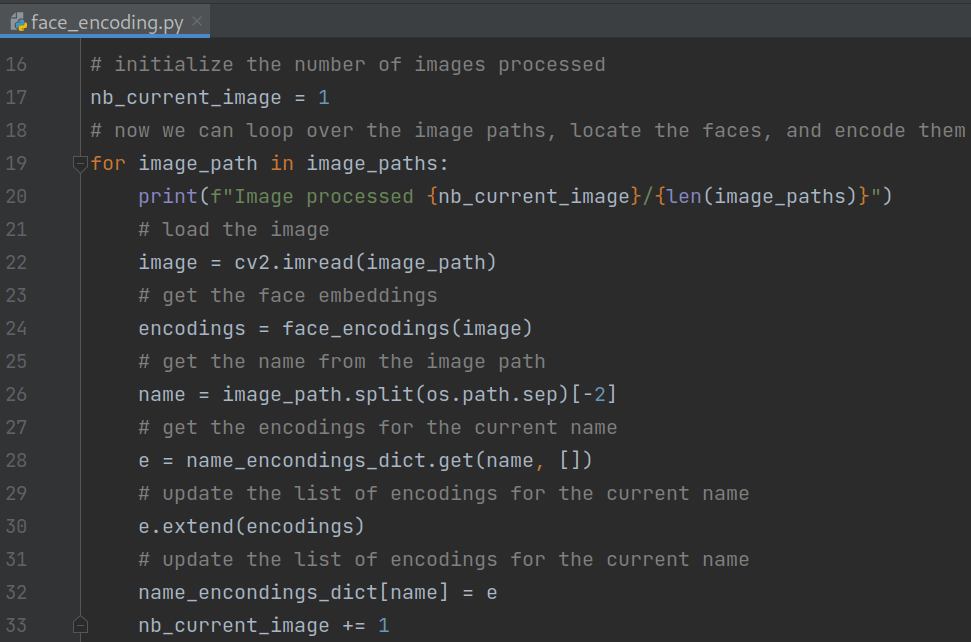 face_encoding.py
16 # initialize the number of images processed
17 nb_current_image = 1
18 # now we can loop over the image paths, locate the faces, and encode them
19 for image_path in image_paths:
20     print(f"Image processed {nb_current_image}/{len(image_paths)}")
21     # load the image
22     image = cv2.imread(image_path)
23     # get the face embeddings
24     encodings = face_encodings(image)
25     # get the name from the image path
26     name = image_path.split(os.path.sep)[-2]
27     # get the encodings for the current name
28     e = name_encondings_dict.get(name, [])
29     # update the list of encodings for the current name
30     e.extend(encodings)
31     # update the list of encodings for the current name
32     name_encondings_dict[name] = e
33     nb_current_image += 1